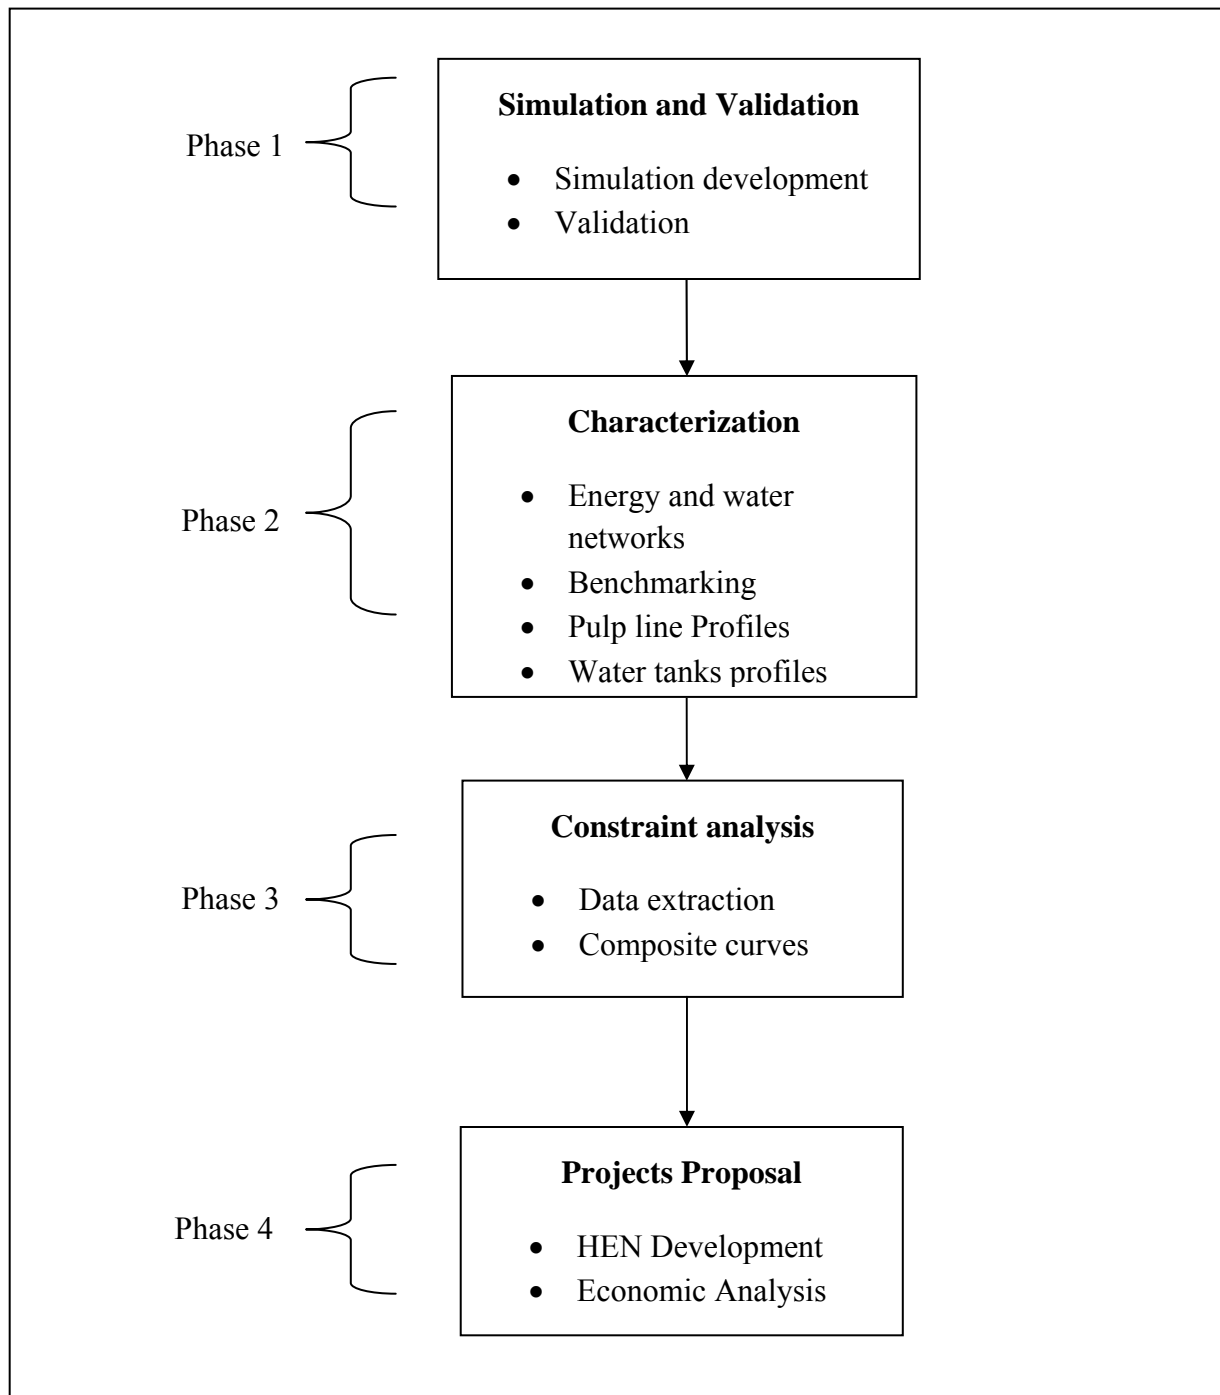 Phase 1
Simulation and Validation
• Simulation development
• Validation
Phase 2
Characterization
• Energy and water
networks
• Benchmarking
• Pulp line Profiles
• Water tanks profiles
Phase 3
Constraint analysis
• Data extraction
• Composite curves
Phase 4
Projects Proposal
• HEN Development
• Economic Analysis